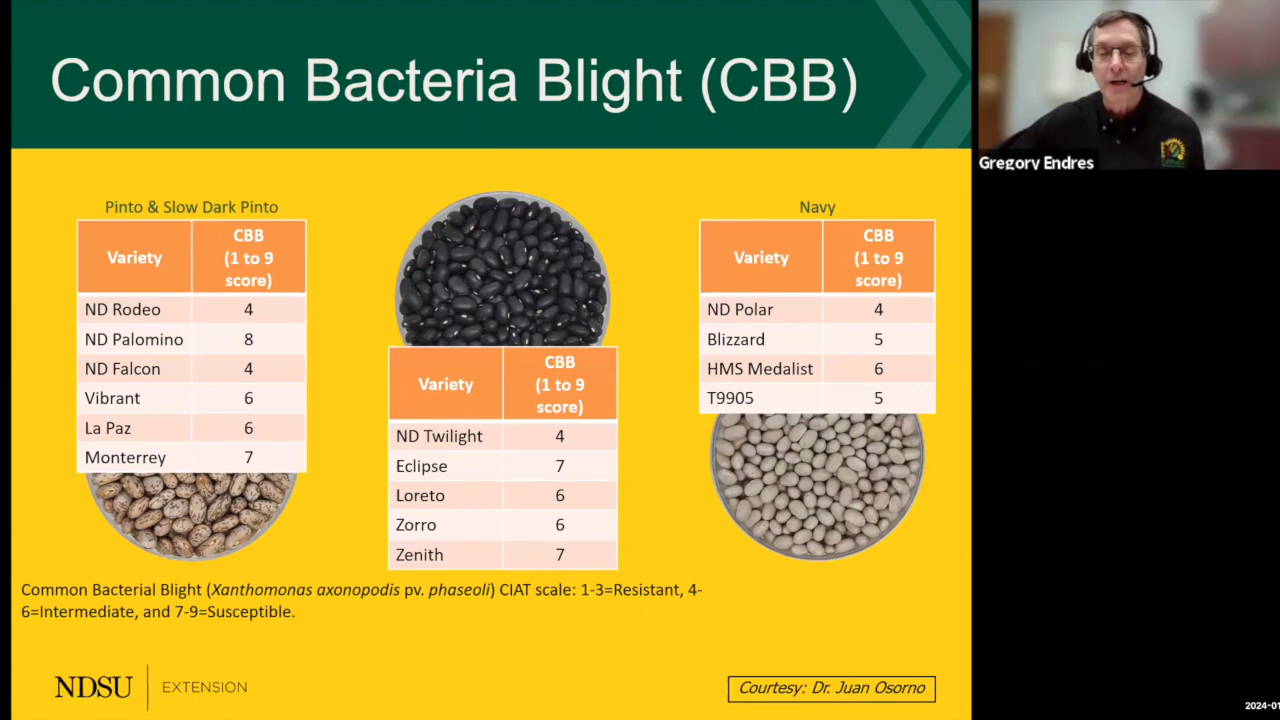 Common Bacteria Blight (CBB)
Gregory Endres
Pinto & Slow Dark Pinto
Variety CBB (1 to 9 score)
ND Rodeo 4
ND Palomino 8
ND Falcon 4
Vibrant 6
La Paz 6
Monterrey 7
Variety CBB (1 to 9 score)
ND Twilight 4
Eclipse 7
Loreto 6
Zorro 6
Zenith 7
Navy
Variety CBB (1 to 9 score)
ND Polar 4
Blizzard 5
HMS Medalist 6
T9905 5
Common Bacterial Blight (Xanthomonas axonopodis pv. phaseoli) CIAT scale: 1-3=Resistant, 4-
6=Intermediate, and 7-9=Susceptible.
NDSU EXTENSION
Courtesy: Dr. Juan Osorno
2024-01